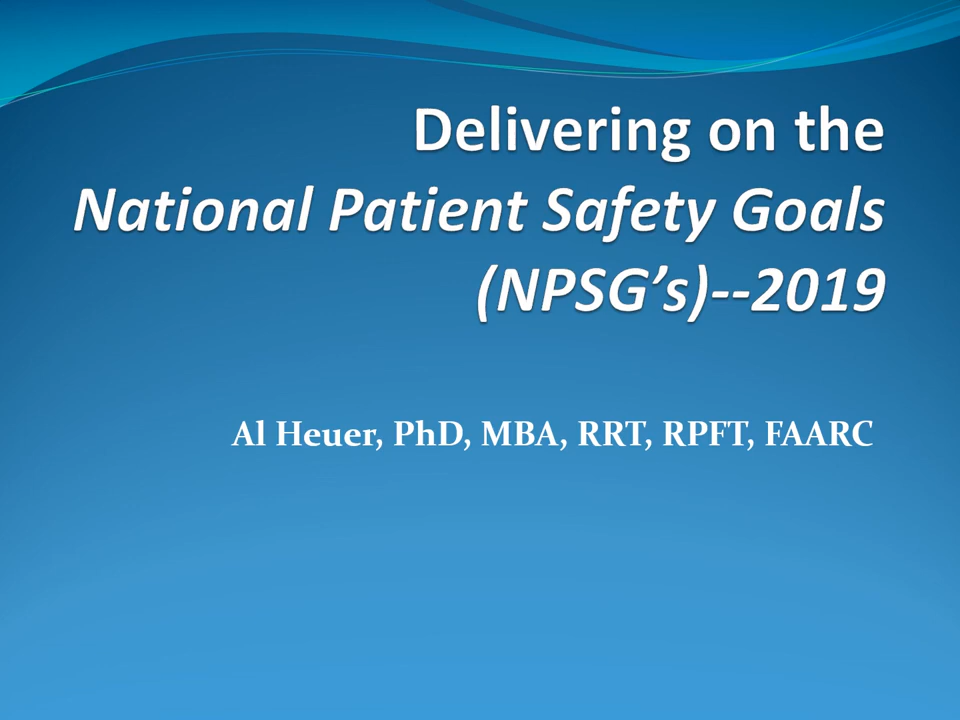 Delivering on the
National Patient Safety Goals
(NPSG’s)--2019
Al Heuer, PhD, MBA, RRT, RPFT, FAARC